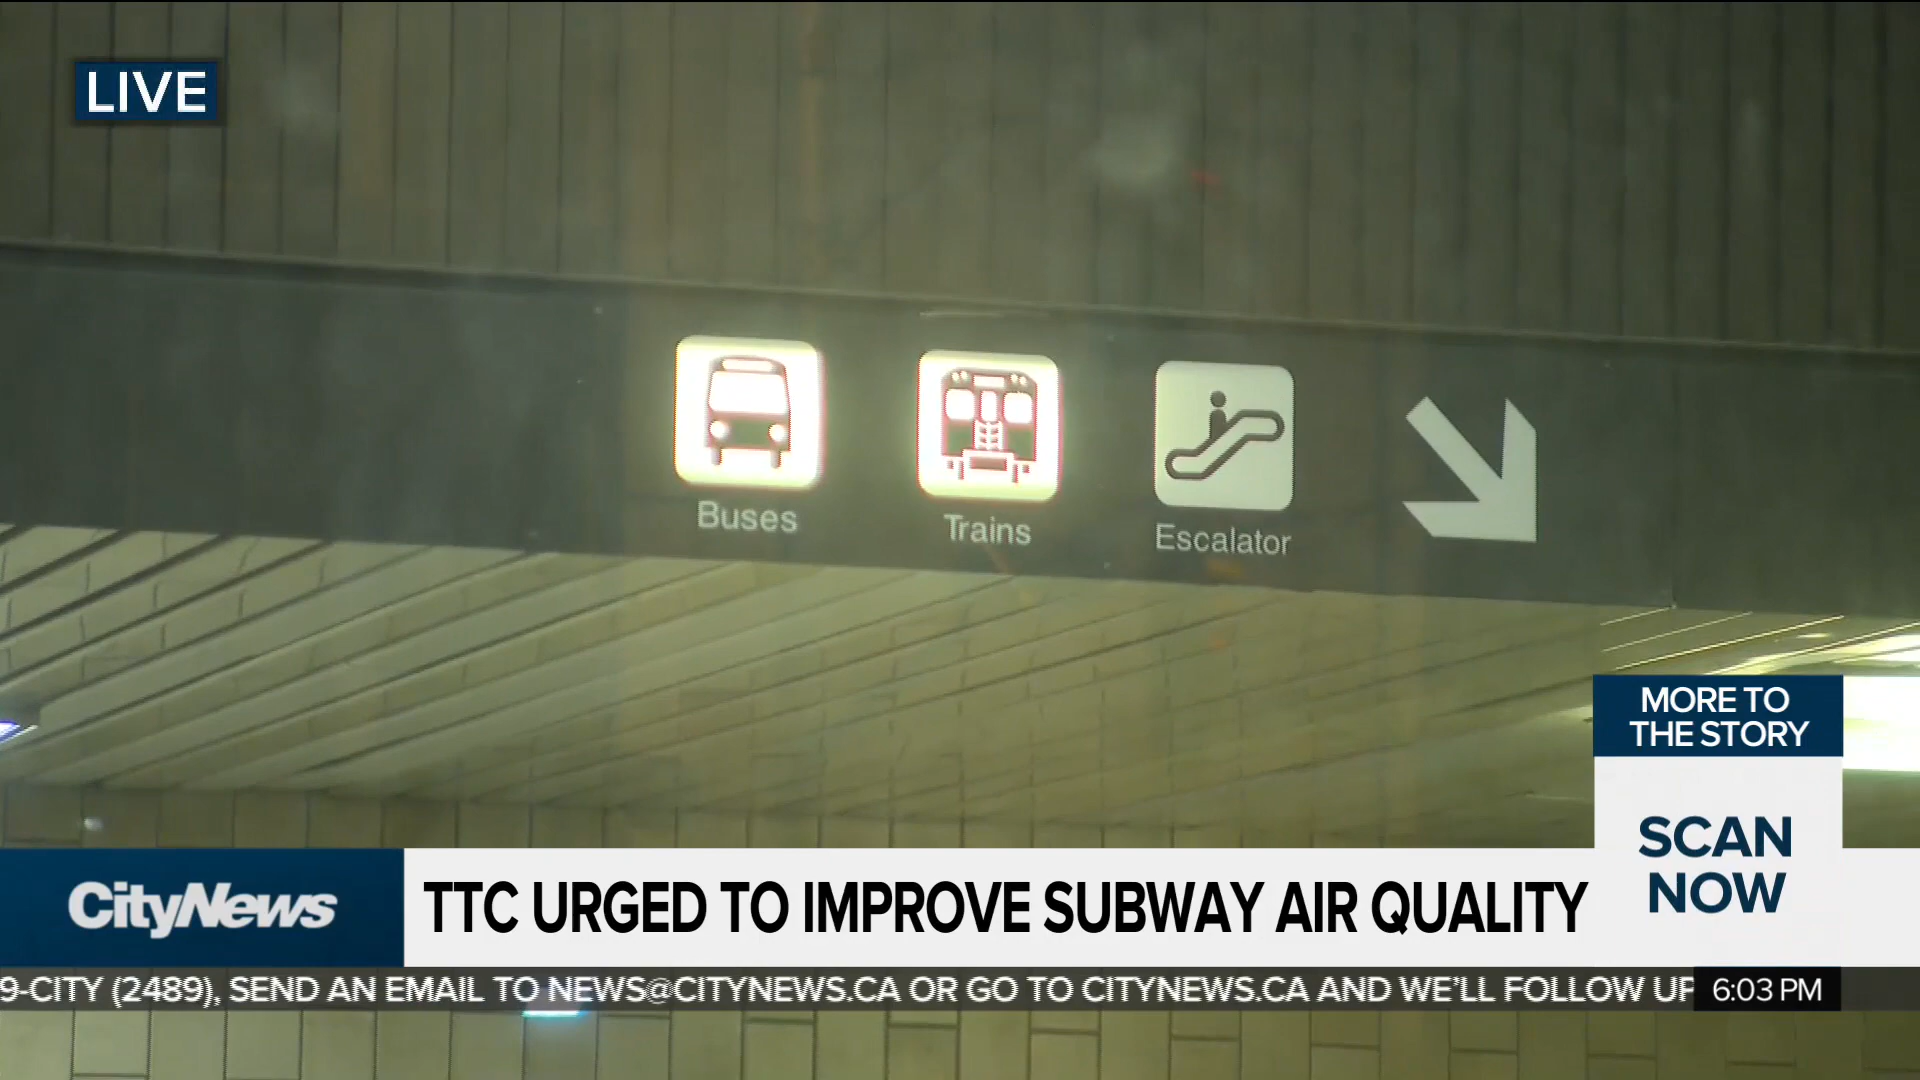 LIVE
Buses
Trains
Escalator
MORE TO
THE STORY
SCAN
NOW
CityNews
TTC URGED TO IMPROVE SUBWAY AIR QUALITY
9-CITY (2489), SEND AN EMAIL TO NEWS@CITYNEWS.CA OR GO TO CITYNEWS.CA AND WE'LL FOLLOW UP
6:03 PM